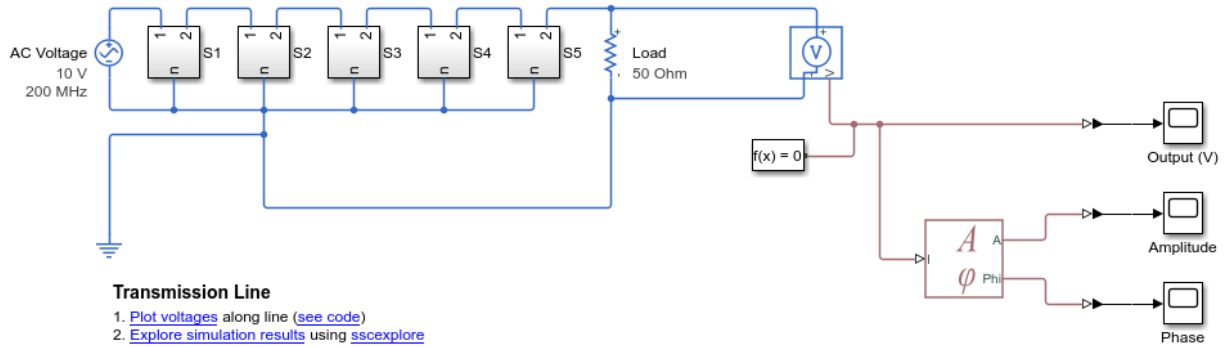 1 2 n S1
1 2 n S2
1 2 n S3
1 2 n S4
1 2 n S5
AC Voltage
10 V
200 MHz
+
-
Load
50 Ohm
+
V
-
V
f(x) = 0
Output (V)
I
A
φ
A
Phi
Amplitude
Phase
Transmission Line
1. Plot voltages along line (see code)
2. Explore simulation results using sscexplore